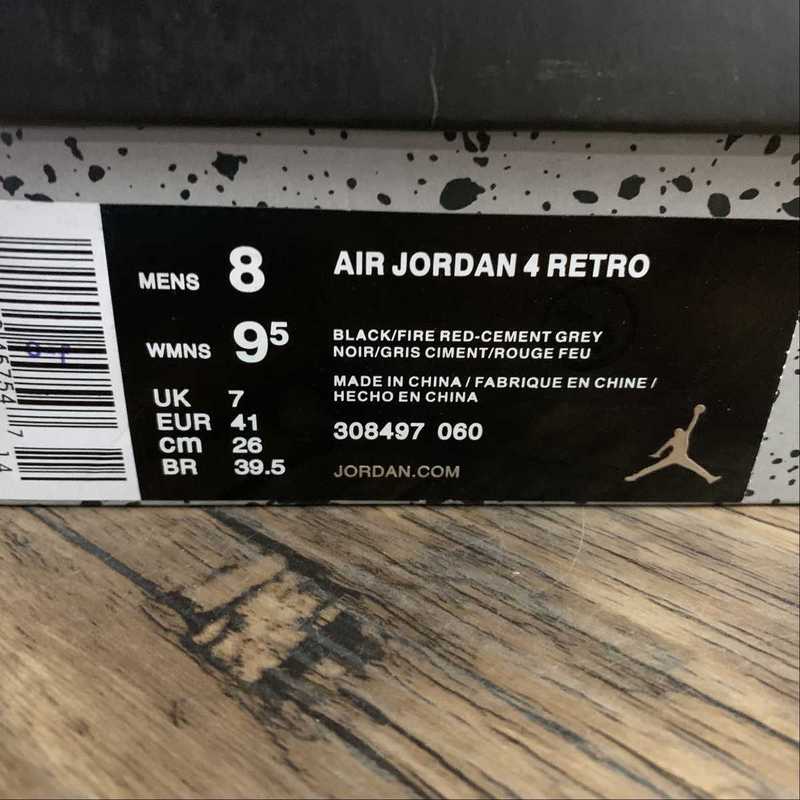 MENS 8
WMNS 9⁵
UK 7
EUR 41
cm 26
BR 39.5
AIR JORDAN 4 RETRO
BLACK/FIRE RED-CEMENT GREY
NOIR/GRIS CIMENT/ROUGE FEU
MADE IN CHINA / FABRIQUE EN CHINE /
HECHO EN CHINA
308497 060
JORDAN.COM